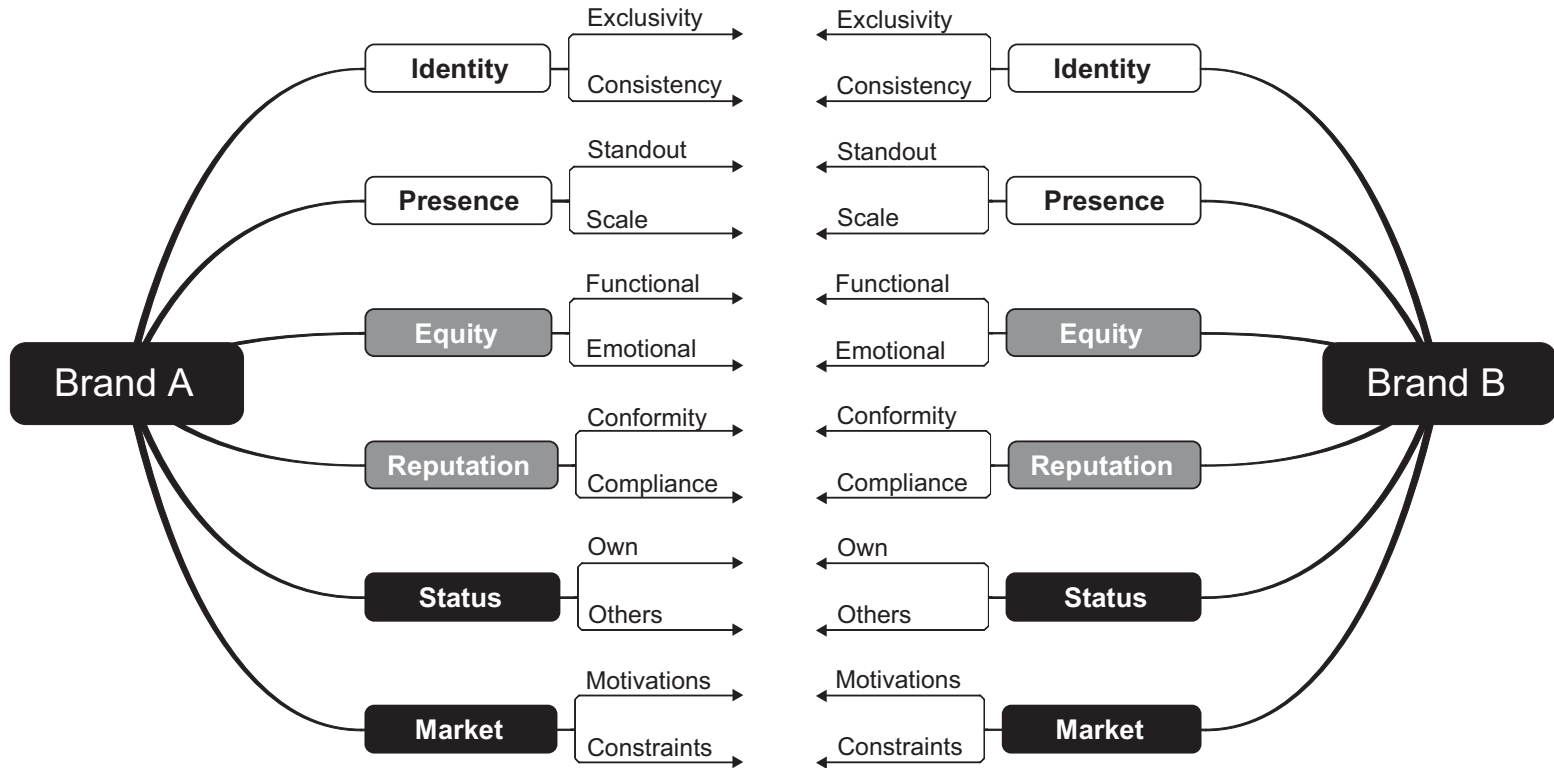 Brand A
Identity
Exclusivity
Consistency
Presence
Standout
Scale
Equity
Functional
Emotional
Reputation
Conformity
Compliance
Status
Own
Others
Market
Motivations
Constraints
Brand B
Identity
Exclusivity
Consistency
Presence
Standout
Scale
Equity
Functional
Emotional
Reputation
Conformity
Compliance
Status
Own
Others
Market
Motivations
Constraints